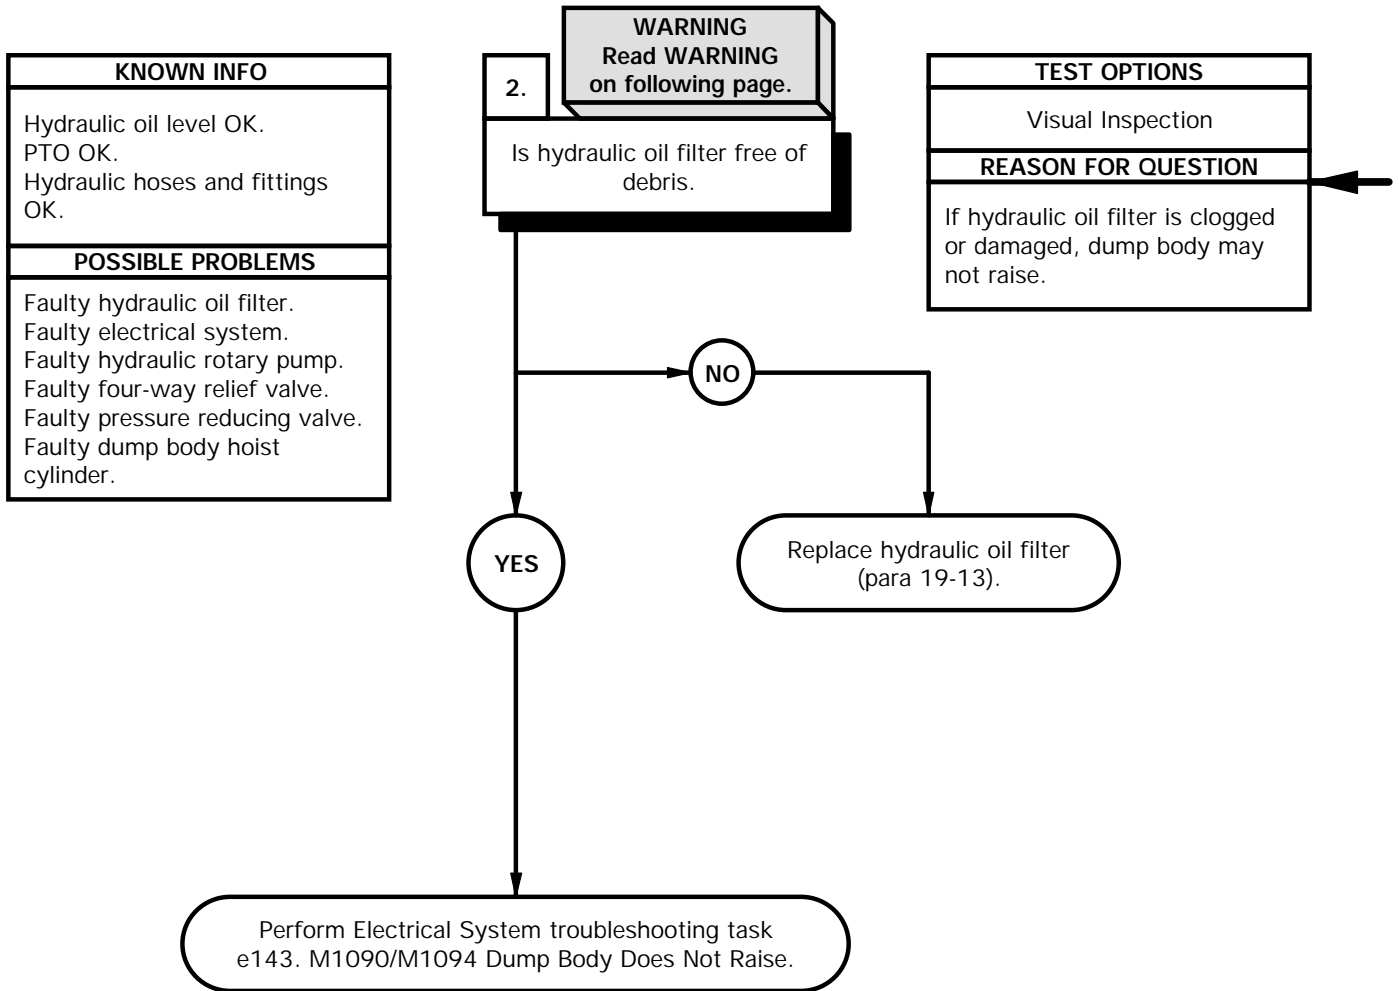 KNOWN INFO
Hydraulic oil level OK.
PTO OK.
Hydraulic hoses and fittings
OK.
POSSIBLE PROBLEMS
Faulty hydraulic oil filter.
Faulty electrical system.
Faulty hydraulic rotary pump.
Faulty four-way relief valve.
Faulty pressure reducing valve.
Faulty dump body hoist
cylinder.
WARNING
Read WARNING
on following page.
2.
Is hydraulic oil filter free of
debris.
TEST OPTIONS
Visual Inspection
REASON FOR QUESTION
If hydraulic oil filter is clogged
or damaged, dump body may
not raise.
NO
YES
Replace hydraulic oil filter
(para 19-13).
Perform Electrical System troubleshooting task
e143. M1090/M1094 Dump Body Does Not Raise.